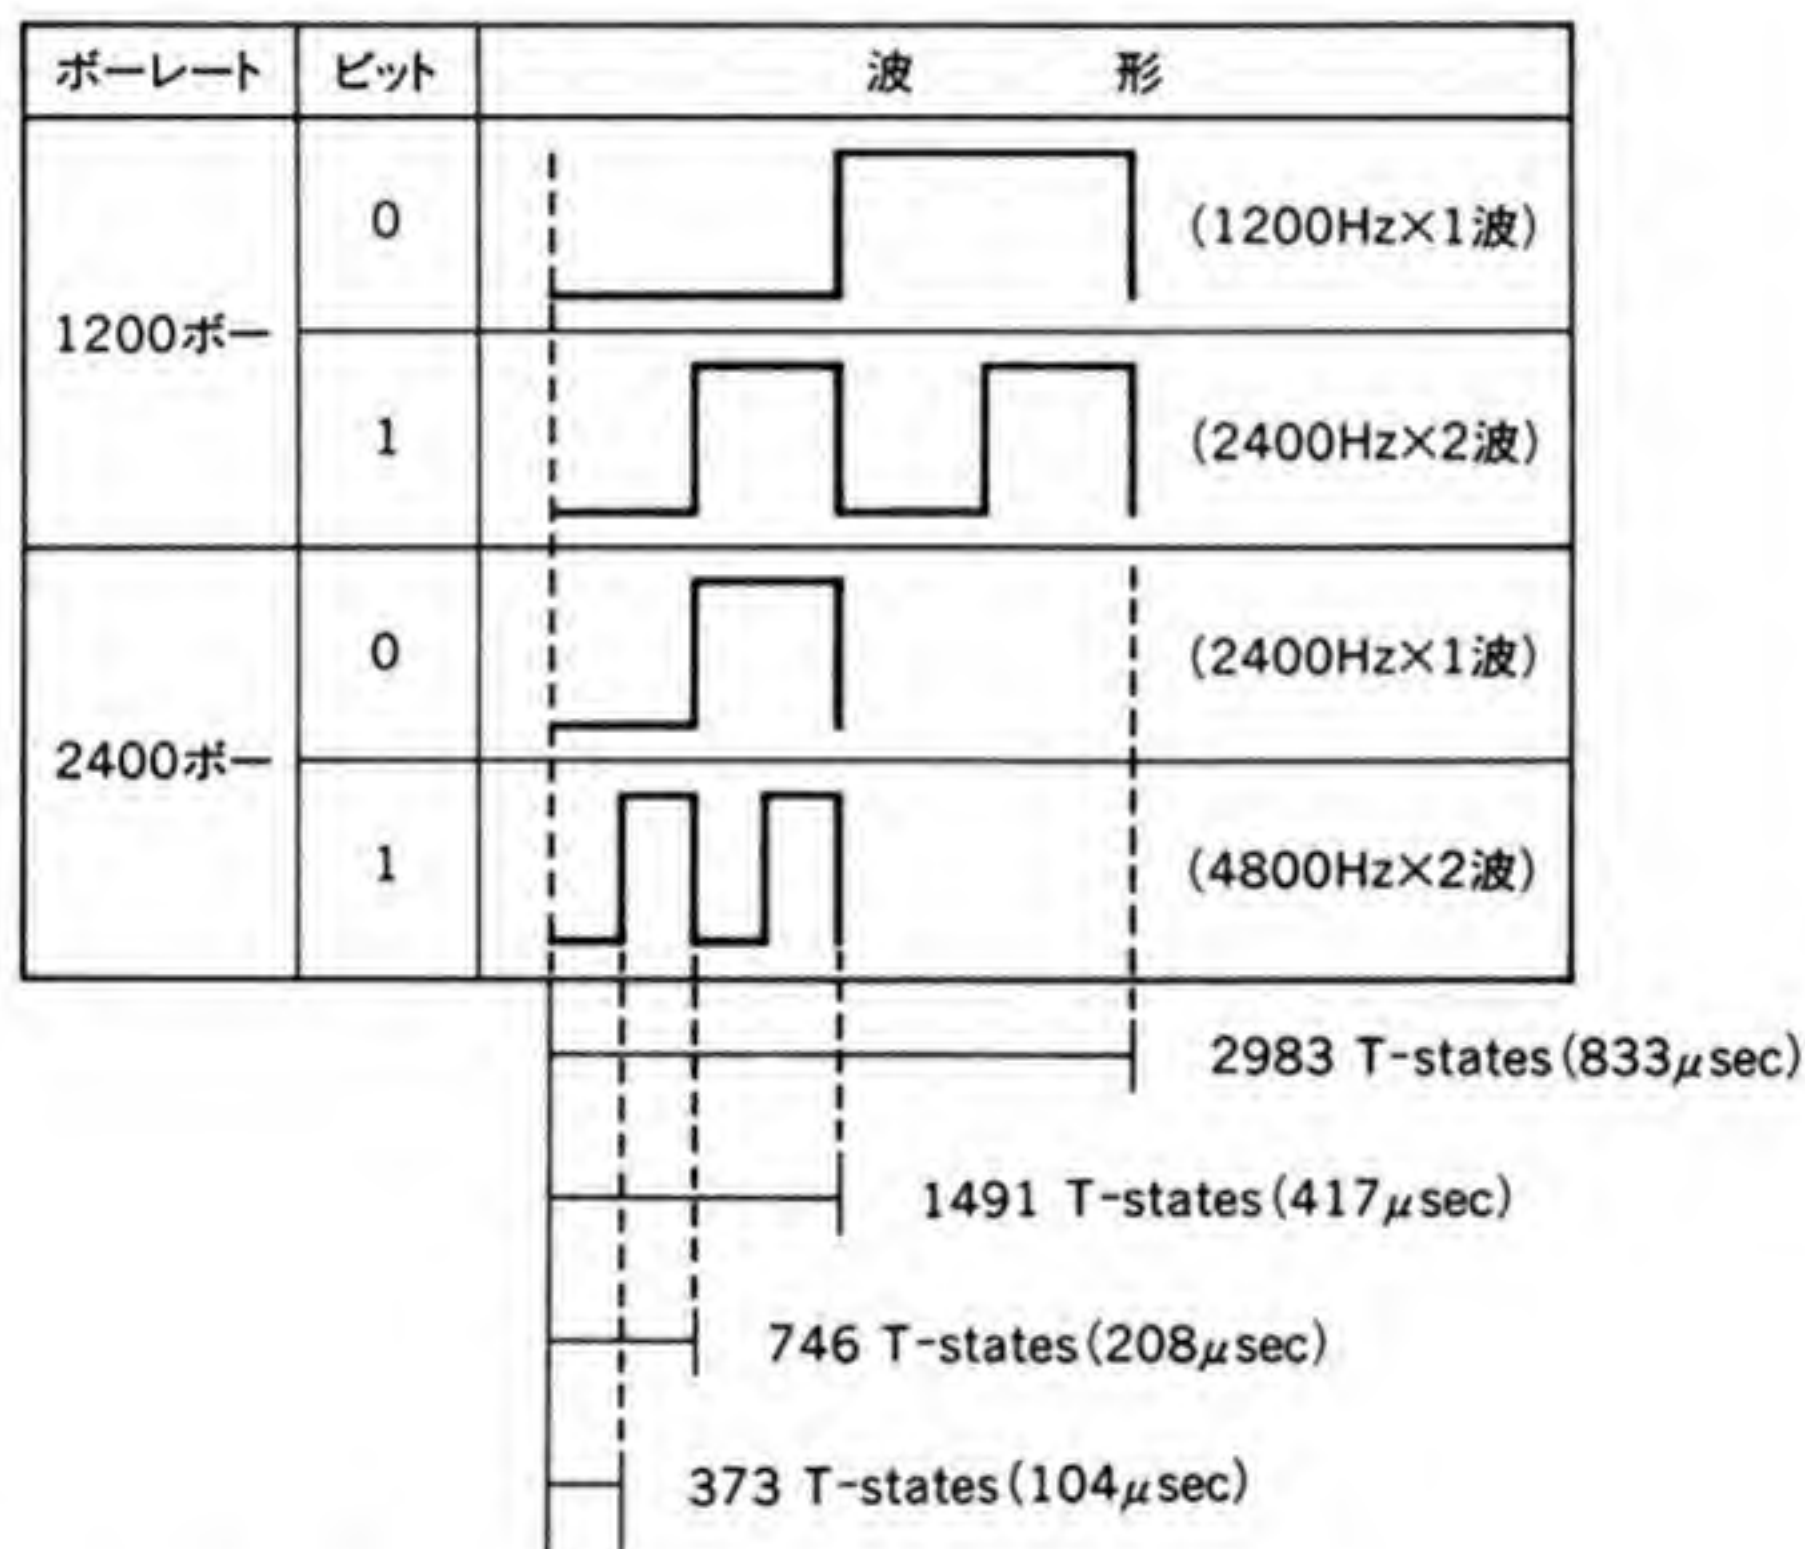 ボーレート ビット 波形
1200ボー
0 (1200Hz×1波)
1 (2400Hz×2波)
2400ボー
0 (2400Hz×1波)
1 (4800Hz×2波)
2983 T-states(833μsec)
1491 T-states(417μsec)
746 T-states(208μsec)
373 T-states(104μsec)